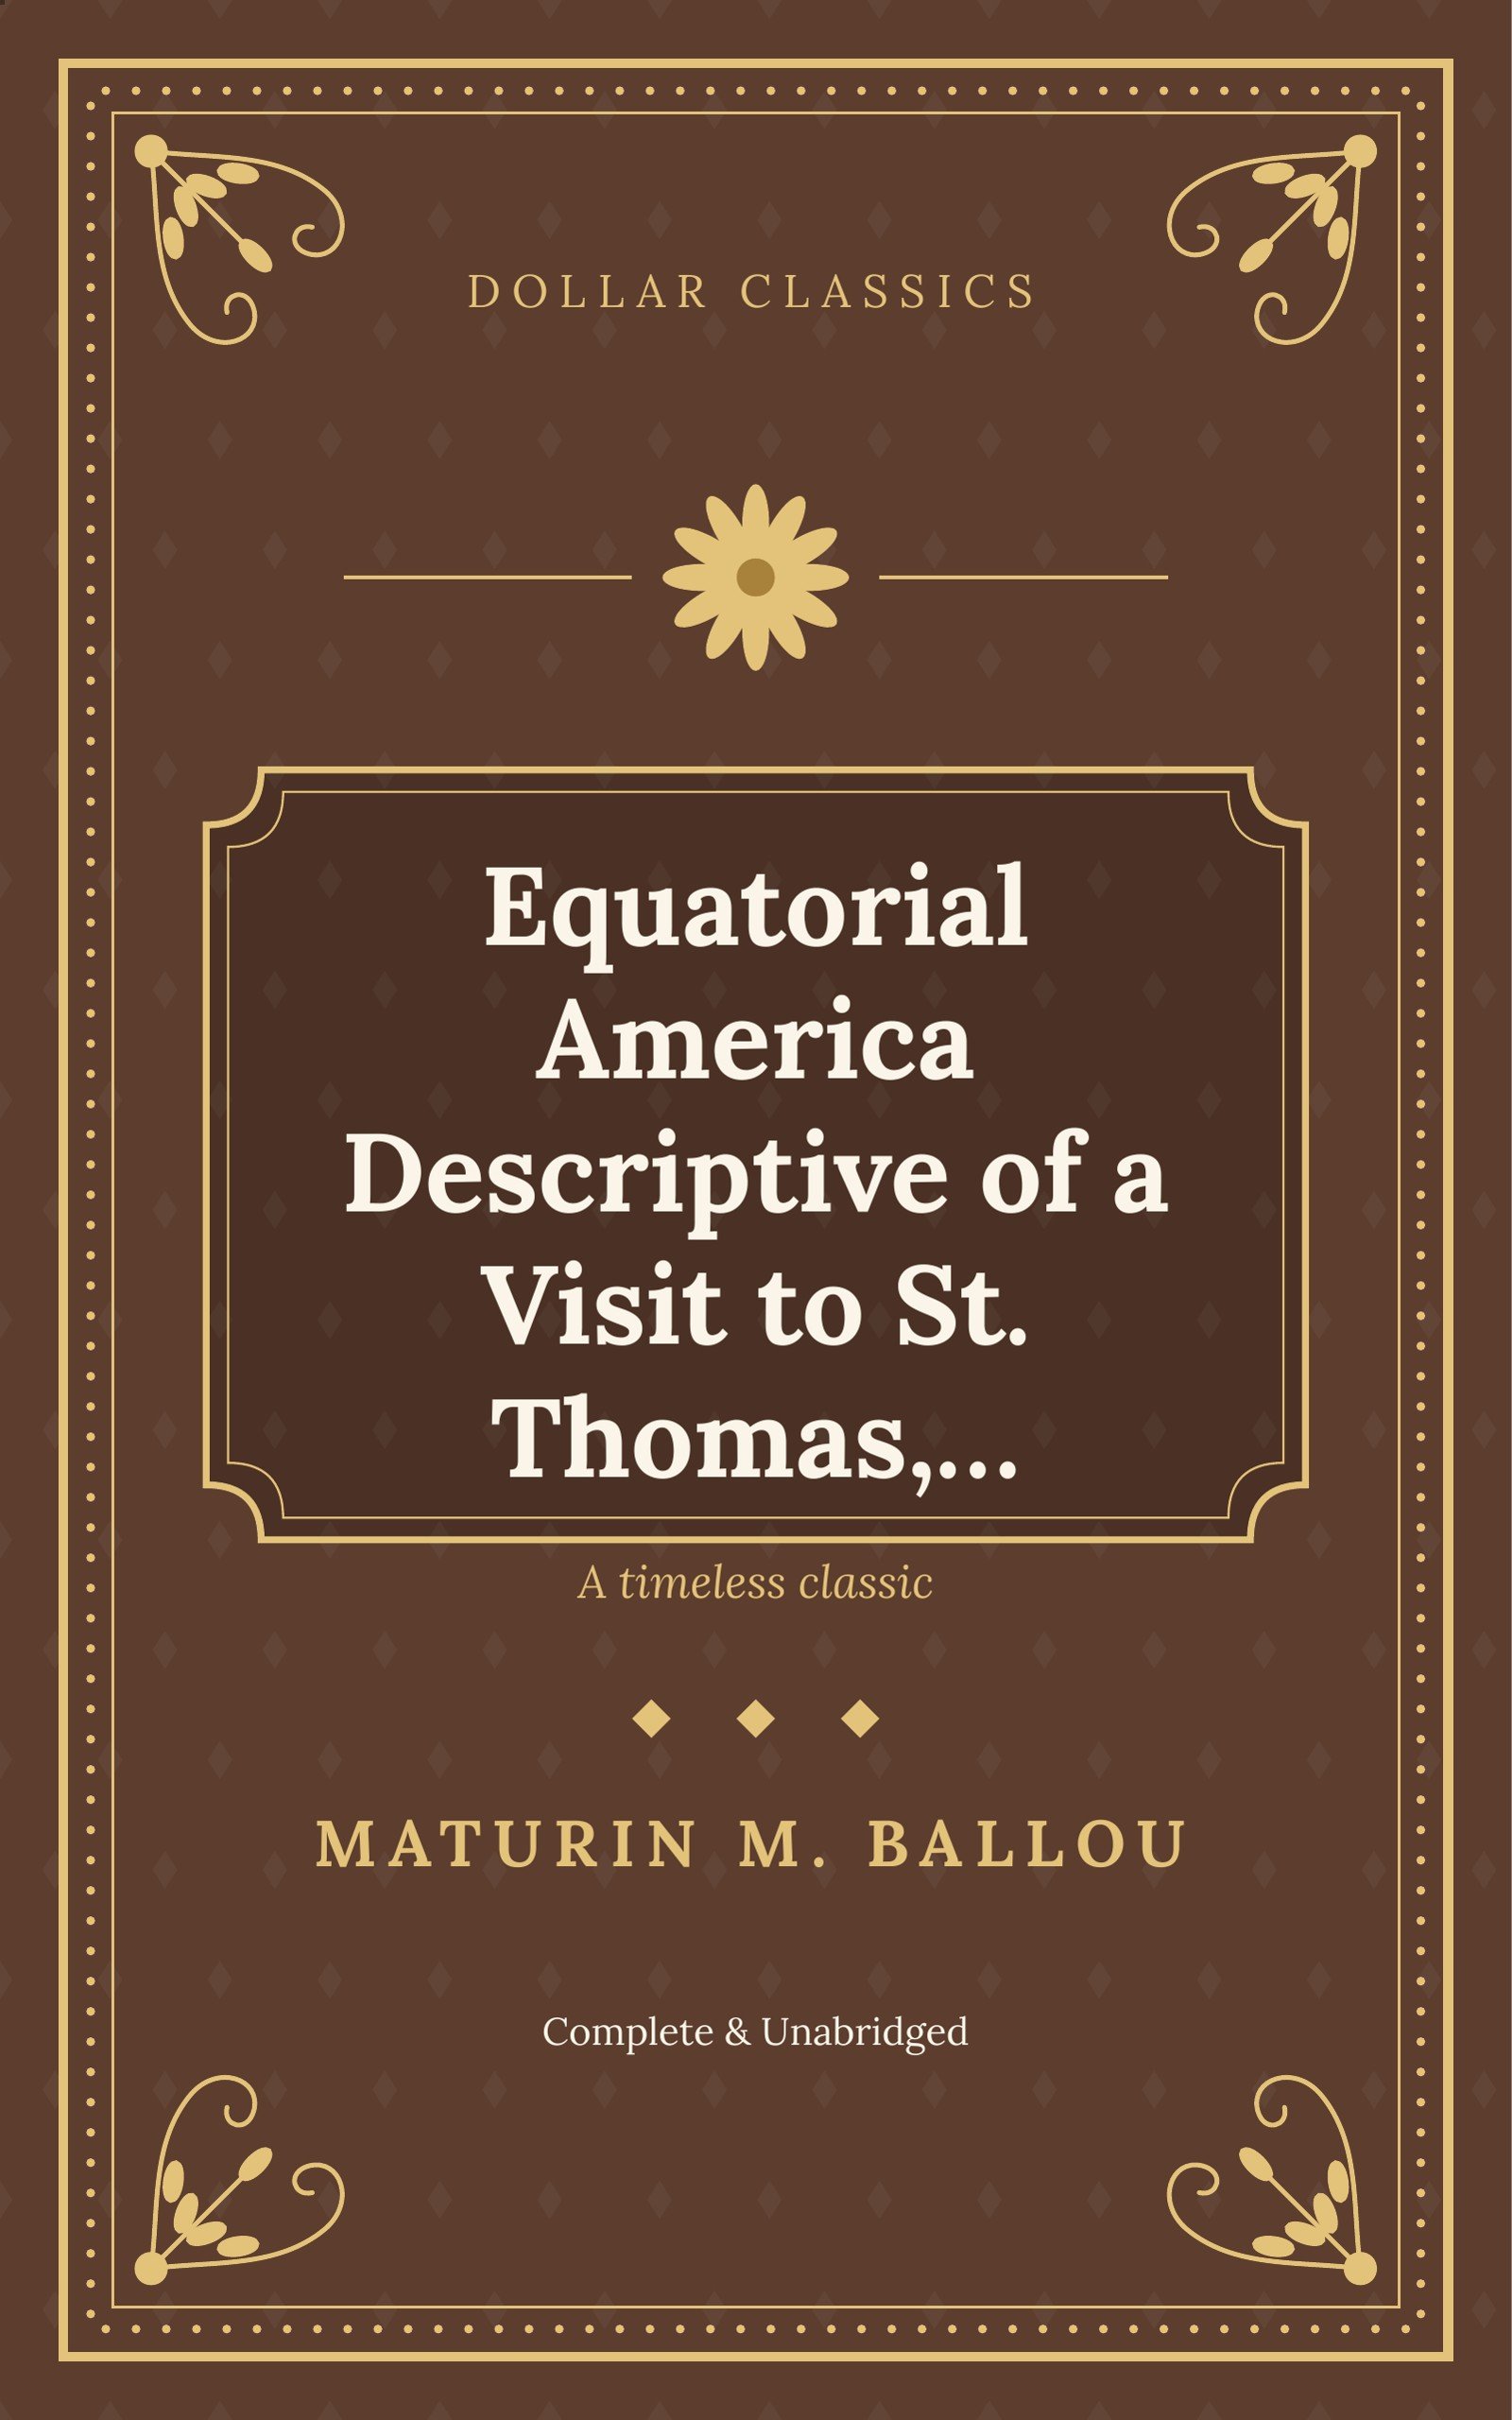 DOLLAR CLASSICS
Equatorial
America
Descriptive of a
Visit to St.
Thomas,...
A timeless classic
MATURIN M. BALLOU
Complete & Unabridged